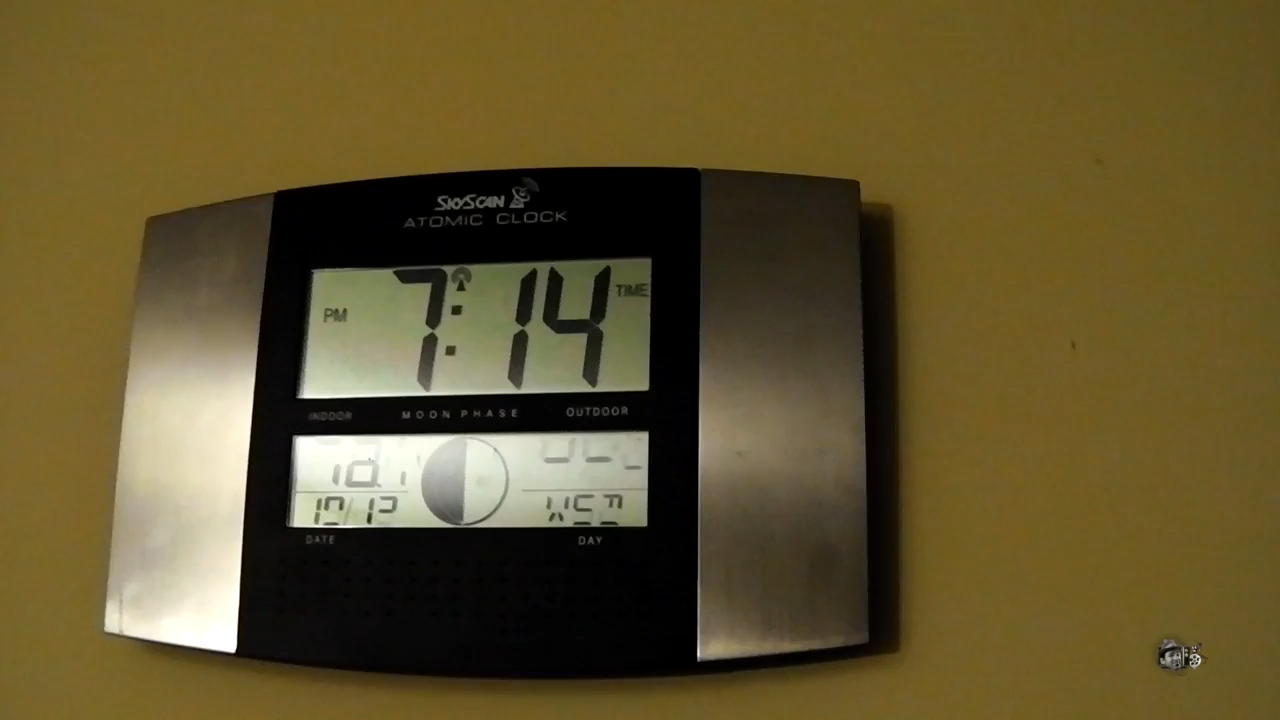 SKYSCAN
ATOMIC CLOCK
PM 7:14 TIME
INDOOR MOON PHASE OUTDOOR
DATE DAY